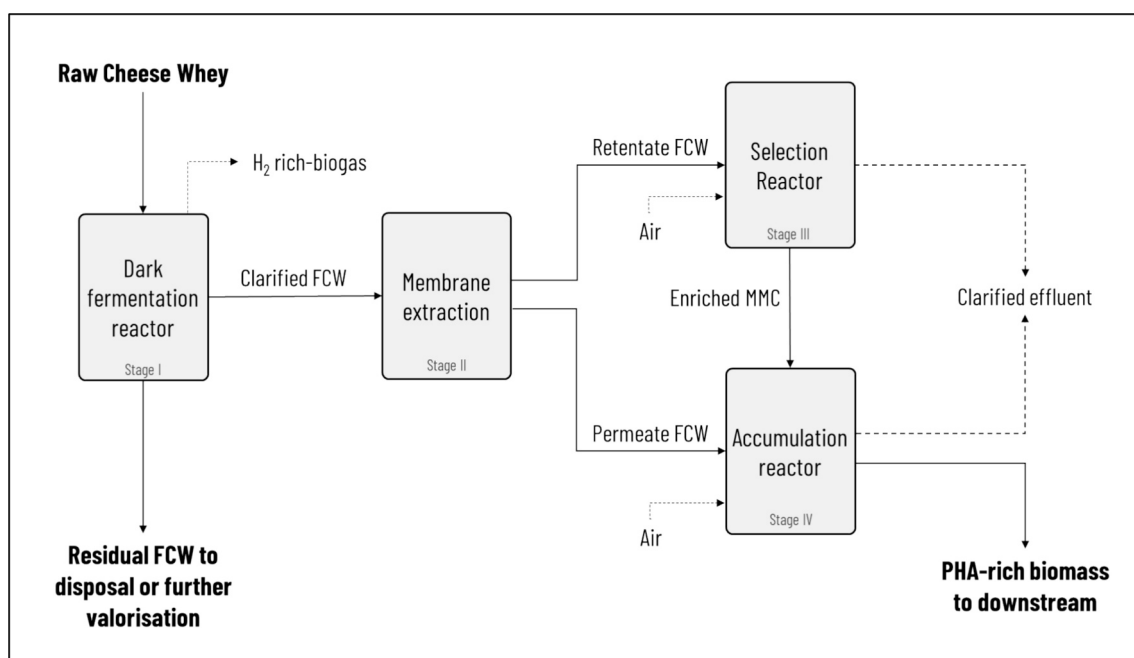 Raw Cheese Whey
H₂ rich-biogas
Dark
fermentation
reactor
Stage I
Clarified FCW
Membrane
extraction
Stage II
Retentate FCW
Air
Selection
Reactor
Stage III
Enriched MMC
Clarified effluent
Permeate FCW
Air
Accumulation
reactor
Stage IV
Residual FCW to
disposal or further
valorisation
PHA-rich biomass
to downstream